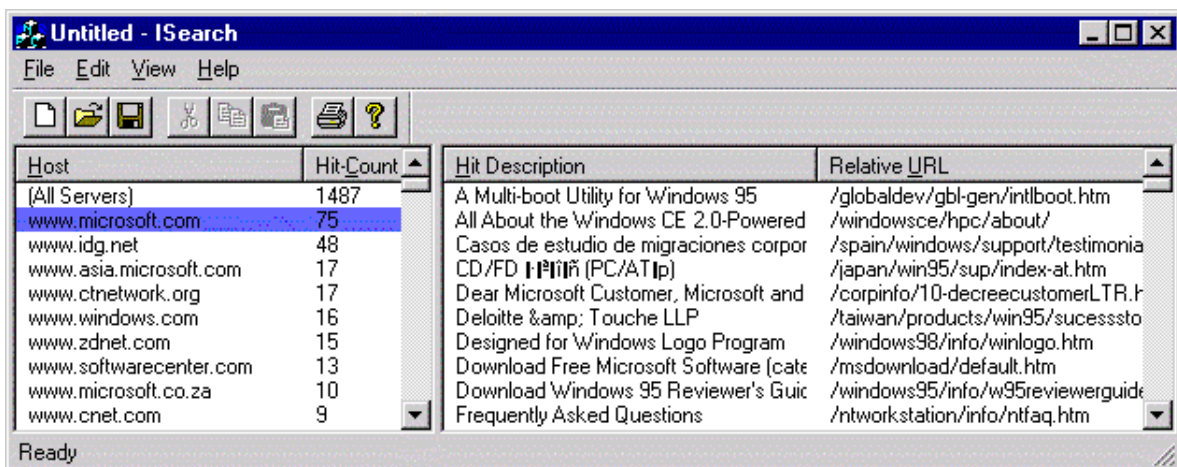 Untitled - ISearch
File Edit View Help
Host Hit-Count Hit Description Relative URL
(All Servers) 1487 A Multi-boot Utility for Windows 95 /globaldev/gbl-gen/intlboot.htm
www.microsoft.com 75 All About the Windows CE 2.0-Powered /windowsce/hpc/about/
www.idg.net 48 Casos de estudio de migraciones corpor /spain/windows/support/testimonia
www.asia.microsoft.com 17 CD/FD (PC/AT /japan/win95/sup/index-at.htm
www.ctnetwork.org 17 Dear Microsoft Customer, Microsoft and /corpinfo/10-decreecustomerLTR.h
www.windows.com 16 Deloitte &amp; Touche LLP /taiwan/products/win95/sucesssto
www.zdnet.com 15 Designed for Windows Logo Program /windows98/info/winlogo.htm
www.softwarecenter.com 13 Download Free Microsoft Software (cate /msdownload/default.htm
www.microsoft.co.za 10 Download Windows 95 Reviewer's Guic /windows95/info/w95reviewerguide
www.cnet.com 9 Frequently Asked Questions /ntworkstation/info/ntfaq.htm
Ready